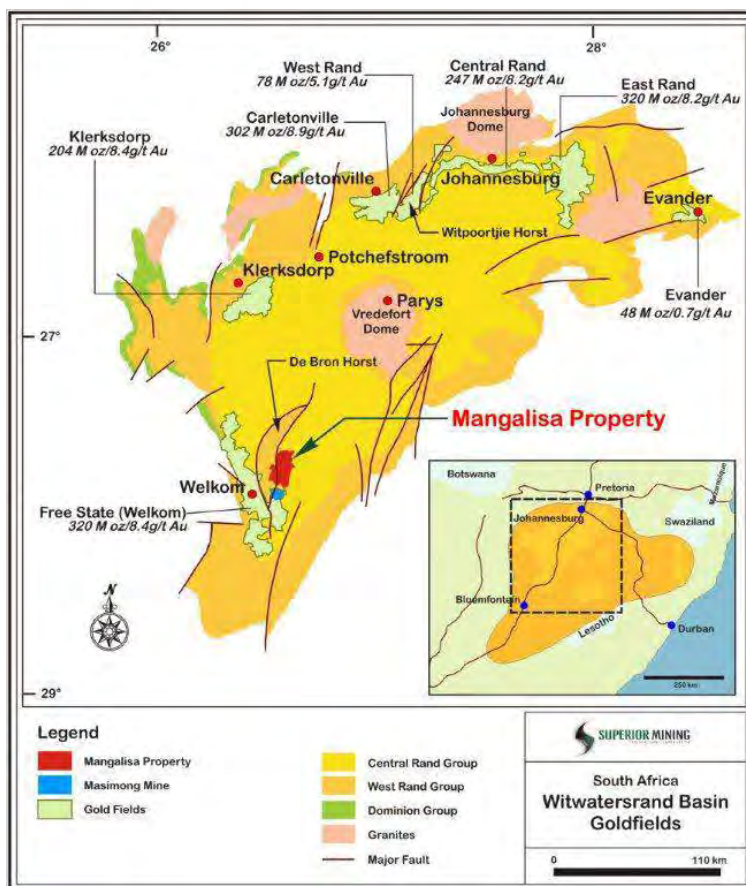 26°
28°
West Rand
78 M oz/5.1g/t Au
Central Rand
247 M oz/8.2g/t Au
East Rand
320 M oz/8.2g/t Au
Carletonville
302 M oz/8.9g/t Au
Johannesburg
Dome
Klerksdorp
204 M oz/8.4g/t Au
Carletonville
Johannesburg
Evander
Witpoortjie Horst
Potchefstroom
Klerksdorp
Parys
Vredefort
Dome
Evander
48 M oz/0.7g/t Au
27°
De Bron Horst
Mangalisa Property
Welkom
Free State (Welkom)
320 M oz/8.4g/t Au
N
29°
Botswana
Pretoria
Mozambique
Johannesburg
Swaziland
Bloemfontein
Lesotho
Durban
250 km
Legend
Mangalisa Property
Masimong Mine
Gold Fields
Central Rand Group
West Rand Group
Dominion Group
Granites
Major Fault
SUPERIOR MINING
South Africa
Witwatersrand Basin
Goldfields
0 110 km